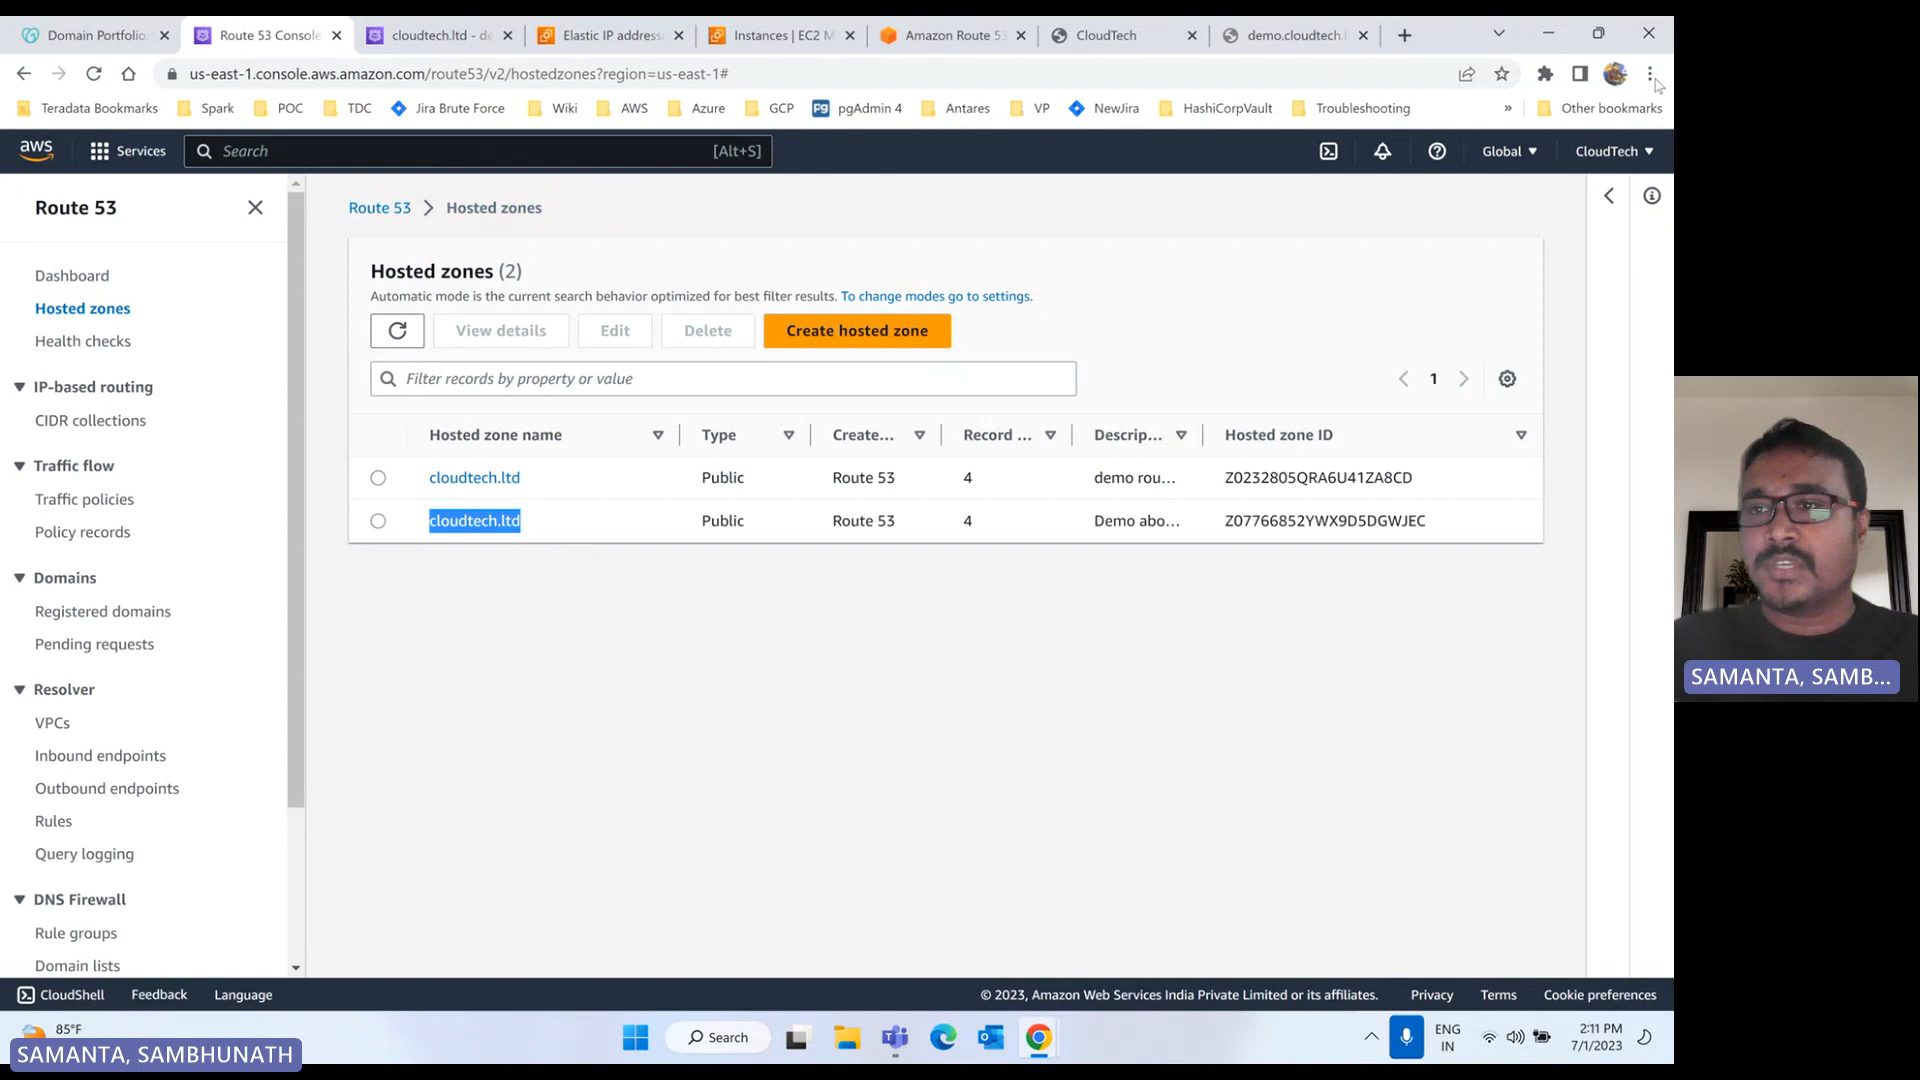 Domain Portfolio
Route 53 Console
cloudtech.ltd - de
Elastic IP address
Instances | EC2 M
Amazon Route 53
CloudTech
demo.cloudtech.l
us-east-1.console.aws.amazon.com/route53/v2/hostedzones?region=us-east-1#
Teradata Bookmarks
Spark
POC
TDC
Jira Brute Force
Wiki
AWS
Azure
GCP
Pg
pgAdmin 4
Antares
VP
NewJira
HashiCorpVault
Troubleshooting
»
Other bookmarks
aws
Services
Search
[Alt+S]
Global
CloudTech
Route 53
Dashboard
Hosted zones
Health checks
IP-based routing
CIDR collections
Traffic flow
Traffic policies
Policy records
Domains
Registered domains
Pending requests
Resolver
VPCs
Inbound endpoints
Outbound endpoints
Rules
Query logging
DNS Firewall
Rule groups
Domain lists
Route 53 > Hosted zones
Hosted zones (2)
Automatic mode is the current search behavior optimized for best filter results. To change modes go to settings.
View details
Edit
Delete
Create hosted zone
Filter records by property or value
1
Hosted zone name
Type
Create...
Record ...
Descrip...
Hosted zone ID
cloudtech.ltd Public Route 53 4 demo rou... Z0232805QRA6U41ZA8CD
cloudtech.ltd Public Route 53 4 Demo abo... Z07766852YWX9D5DGWJEC
SAMANTA, SAMB...
CloudShell
Feedback
Language
© 2023, Amazon Web Services India Private Limited or its affiliates.
Privacy
Terms
Cookie preferences
85°F
SAMANTA, SAMBHUNATH
Search
ENG
IN
2:11 PM
7/1/2023